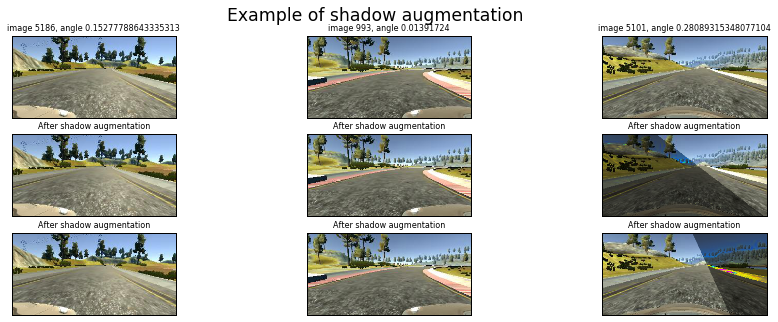 Example of shadow augmentation
image 5186, angle 0.15277788643335313
image 993, angle 0.01391724
image 5101, angle 0.28089315348077104
After shadow augmentation
After shadow augmentation
After shadow augmentation
After shadow augmentation
After shadow augmentation
After shadow augmentation